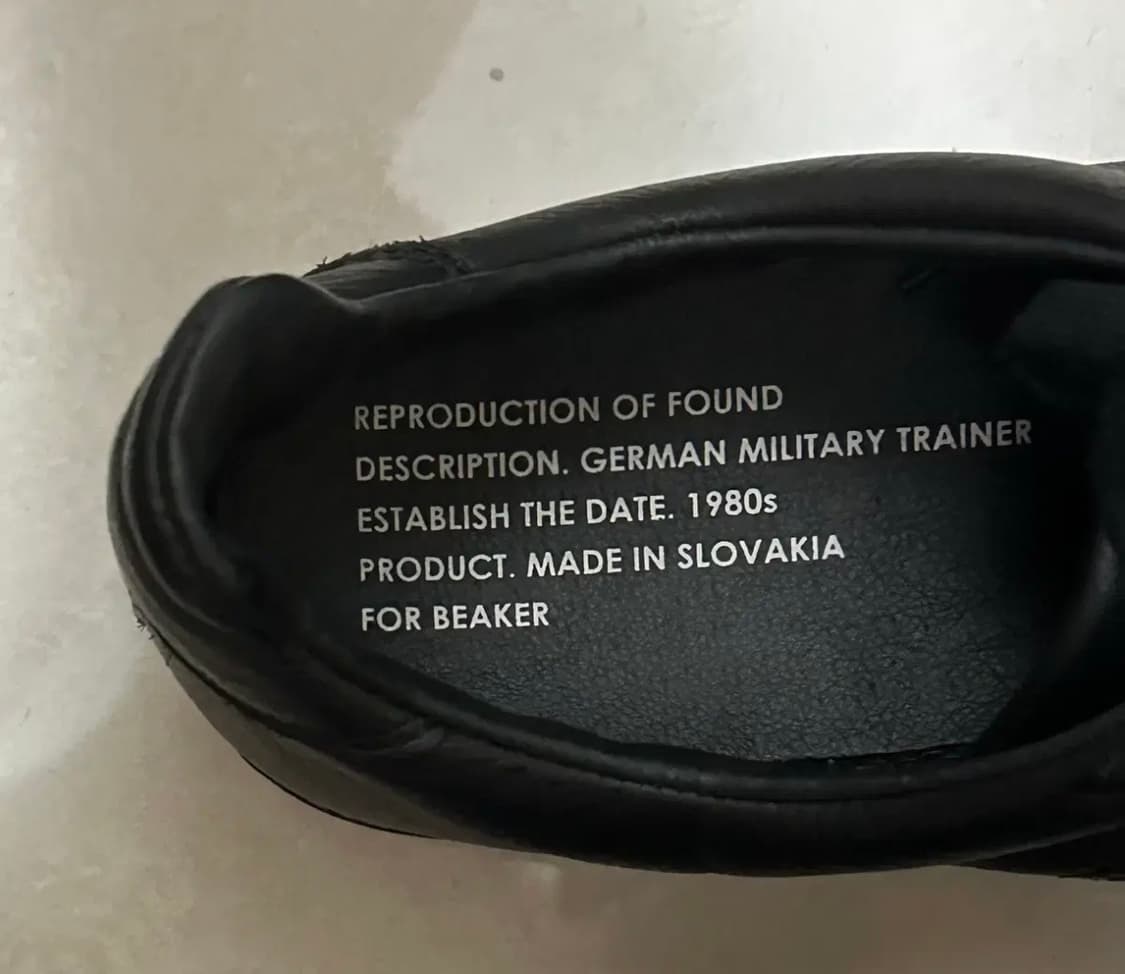 REPRODUCTION OF FOUND
DESCRIPTION. GERMAN MILITARY TRAINER
ESTABLISH THE DATE. 1980s
PRODUCT. MADE IN SLOVAKIA
FOR BEAKER